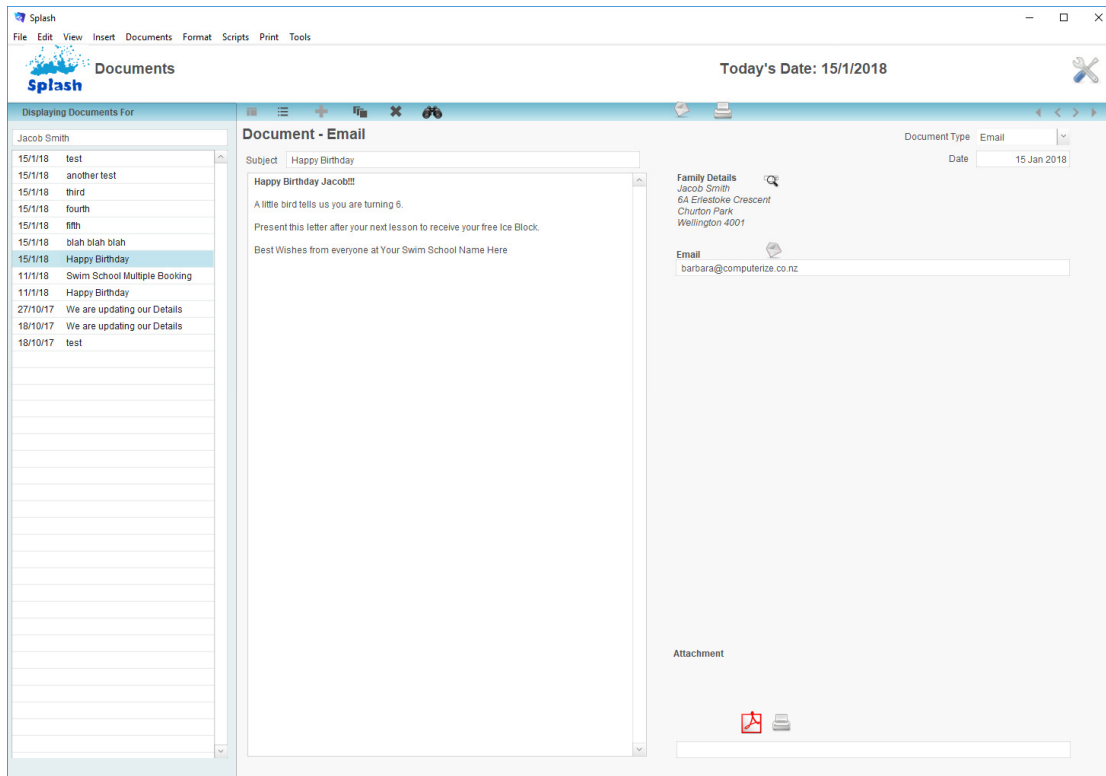 Splash
File Edit View Insert Documents Format Scripts Print Tools
Splash
Documents
Today's Date: 15/1/2018
Displaying Documents For
Jacob Smith
15/1/18 test
15/1/18 another test
15/1/18 third
15/1/18 fourth
15/1/18 fifth
15/1/18 blah blah blah
15/1/18 Happy Birthday
11/1/18 Swim School Multiple Booking
11/1/18 Happy Birthday
27/10/17 We are updating our Details
18/10/17 We are updating our Details
18/10/17 test
Document - Email
Subject Happy Birthday
Happy Birthday Jacob!!!
A little bird tells us you are turning 6.
Present this letter after your next lesson to receive your free Ice Block.
Best Wishes from everyone at Your Swim School Name Here
Document Type Email
Date 15 Jan 2018
Family Details
Jacob Smith
6A Erlestoke Crescent
Churton Park
Wellington 4001
Email
barbara@computerize.co.nz
Attachment